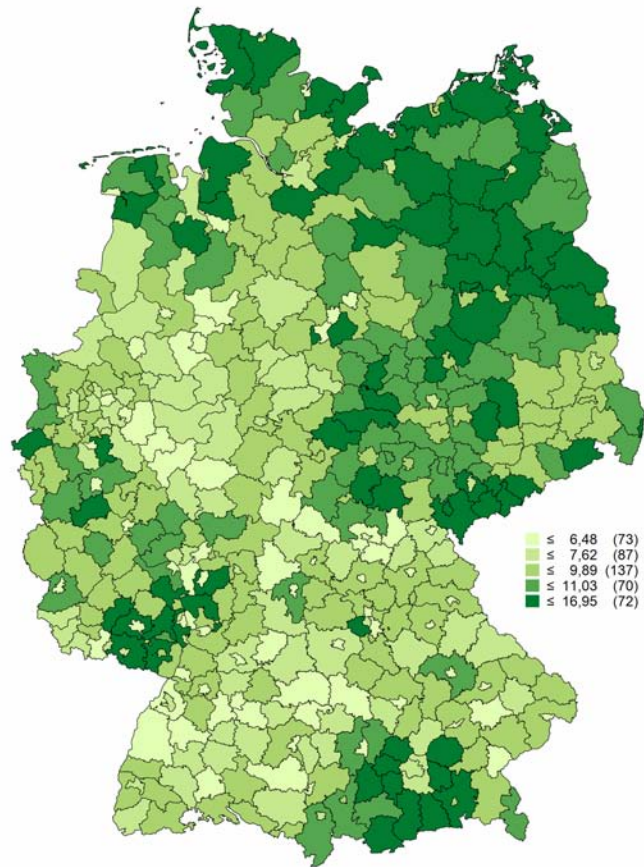 ≤ 6,48 (73)
≤ 7,62 (87)
≤ 9,89 (137)
≤ 11,03 (70)
≤ 16,95 (72)